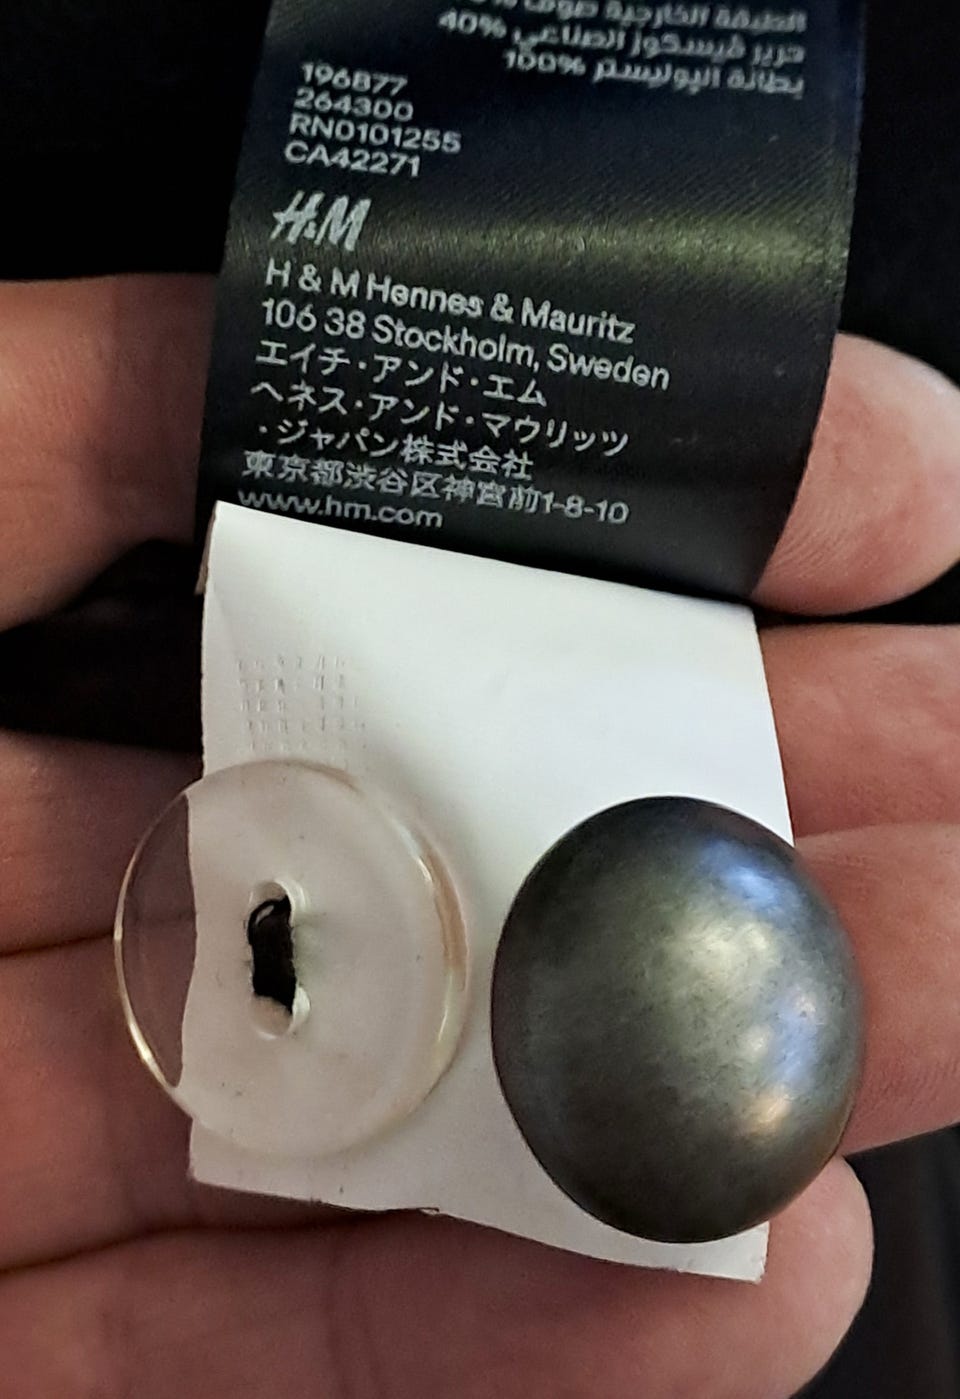 الطبقة الخارجية صوف
40% حرير فيسكوز الصناعي
بطانة البوليستر 100%
196877
264300
RN0101255
CA42271
H&M
H & M Hennes & Mauritz
106 38 Stockholm, Sweden
エイチ・アンド・エム
ヘネス・アンド・マウリッツ
・ジャパン株式会社
東京都渋谷区神宮前1-8-10
www.hm.com